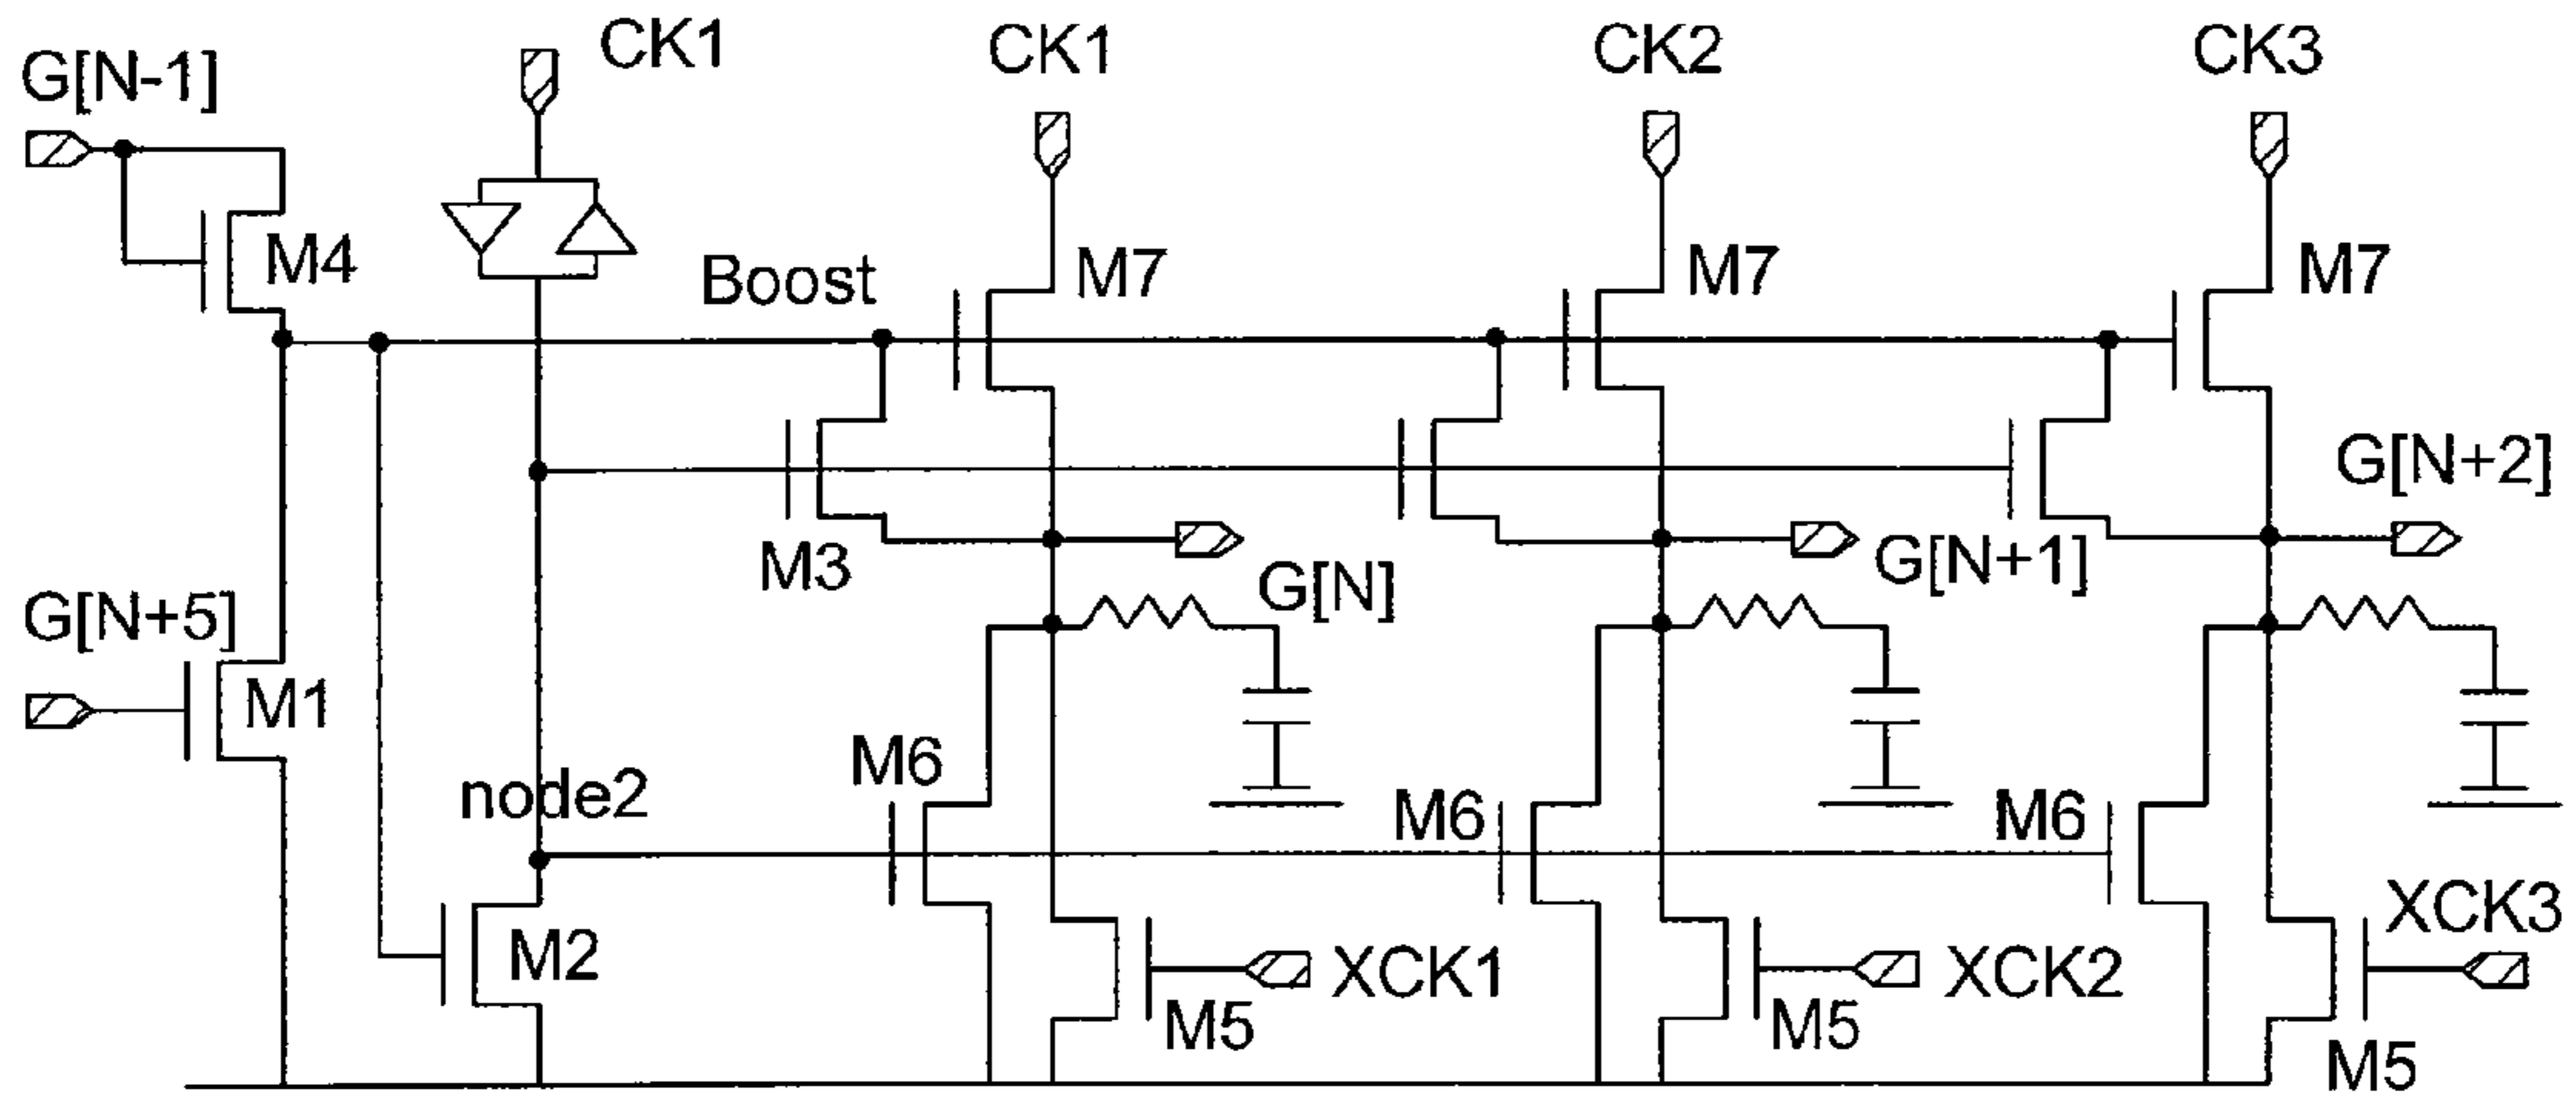 CK1
CK1
CK2
CK3
G[N-1]
M4
Boost
M7
M7
M7
G[N+2]
M3
G[N]
G[N+1]
G[N+5]
M1
M6
node2
M6
M6
XCK3
M2
XCK1
XCK2
M5
M5
M5